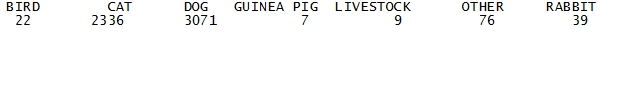 BIRD CAT DOG GUINEA PIG LIVESTOCK OTHER RABBIT
22 2336 3071 7 9 76 39